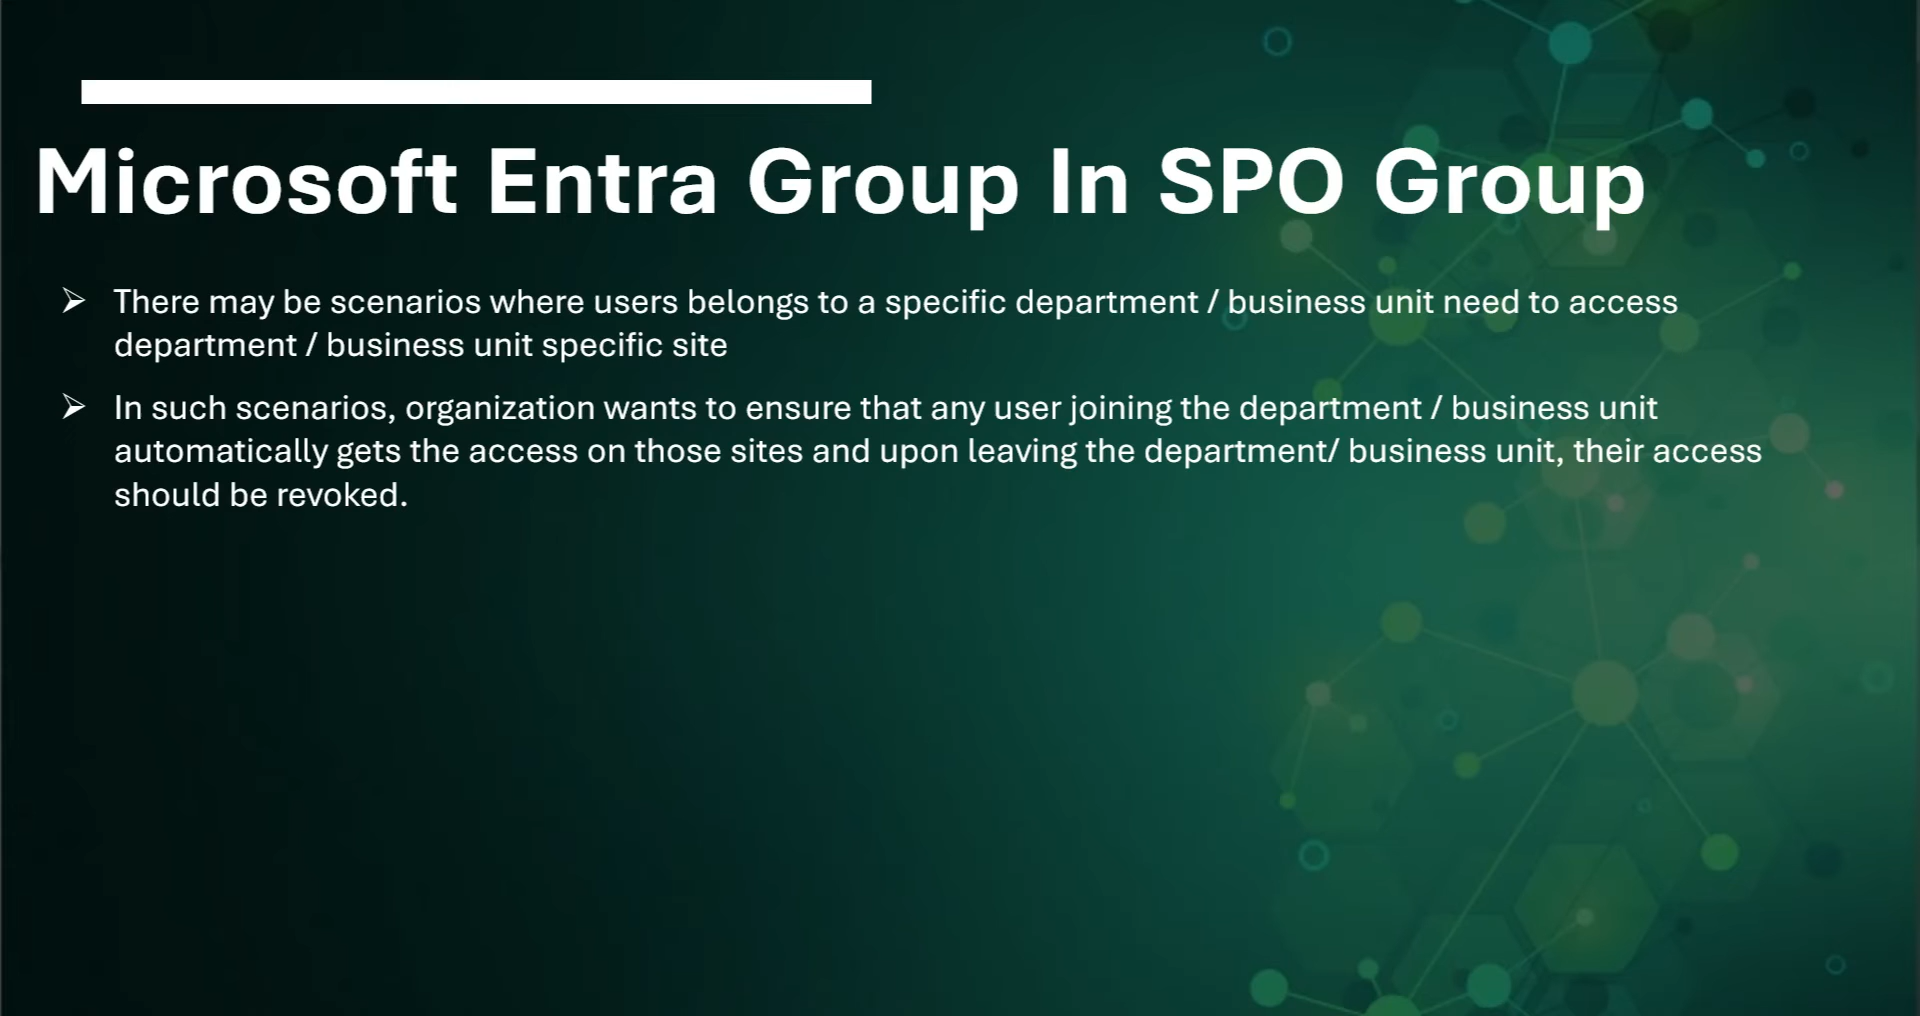 Microsoft Entra Group In SPO Group
➢ There may be scenarios where users belongs to a specific department / business unit need to access
department / business unit specific site
➢ In such scenarios, organization wants to ensure that any user joining the department / business unit
automatically gets the access on those sites and upon leaving the department/ business unit, their access
should be revoked.